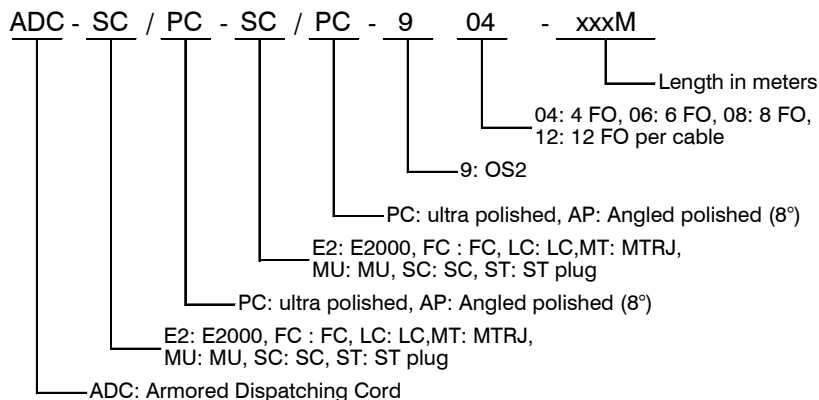 ADC - SC / PC - SC / PC - 9 04 - xxxM
Length in meters
04: 4 FO, 06: 6 FO, 08: 8 FO,
12: 12 FO per cable
9: OS2
PC: ultra polished, AP: Angled polished (8°)
E2: E2000, FC : FC, LC: LC,MT: MTRJ,
MU: MU, SC: SC, ST: ST plug
PC: ultra polished, AP: Angled polished (8°)
E2: E2000, FC : FC, LC: LC,MT: MTRJ,
MU: MU, SC: SC, ST: ST plug
ADC: Armored Dispatching Cord